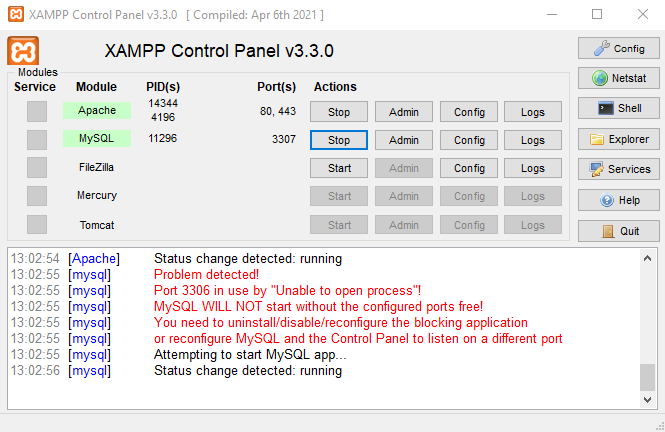 XAMPP Control Panel v3.3.0 [ Compiled: Apr 6th 2021 ]
XAMPP Control Panel v3.3.0
Config
Modules
Service Module PID(s) Port(s) Actions
Netstat
Apache 14344 4196 80, 443 Stop Admin Config Logs
Shell
MySQL 11296 3307 Stop Admin Config Logs
Explorer
FileZilla Start Admin Config Logs
Services
Mercury Start Admin Config Logs
Help
Tomcat Start Admin Config Logs
Quit
13:02:54 [Apache] Status change detected: running
13:02:55 [mysql] Problem detected!
13:02:55 [mysql] Port 3306 in use by "Unable to open process"!
13:02:55 [mysql] MySQL WILL NOT start without the configured ports free!
13:02:55 [mysql] You need to uninstall/disable/reconfigure the blocking application
13:02:55 [mysql] or reconfigure MySQL and the Control Panel to listen on a different port
13:02:55 [mysql] Attempting to start MySQL app...
13:02:56 [mysql] Status change detected: running